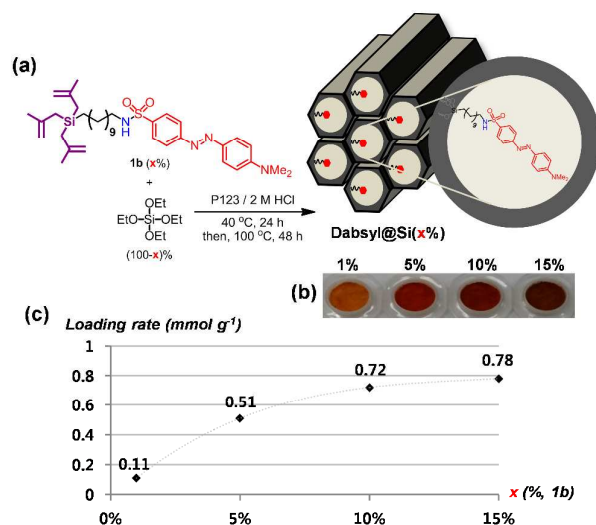 (a)
Si
9
N
H
S
O
O
N
N
NMe₂
1b (x%)
+
OEt
EtO-Si-OEt
OEt
(100-x)%
P123 / 2 M HCl
40 °C, 24 h
then, 100 °C, 48 h
Si
9
N
H
S
O
O
N
N
NMe₂
Dabsyl@Si(x%)
1% 5% 10% 15%
(b)
(c) Loading rate (mmol g⁻¹)
1
0.8
0.6
0.4
0.2
0
0.11
0.51
0.72
0.78
0% 5% 10% 15%
x (%, 1b)